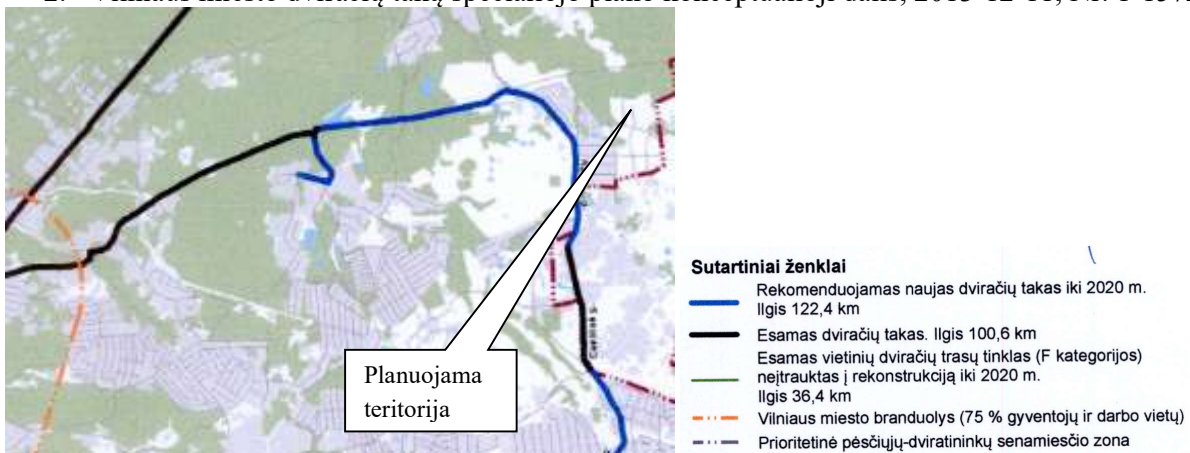 Planuojama
teritorija
Sutartiniai ženklai
Rekomenduojamas naujas dviračių takas iki 2020 m.
Ilgis 122,4 km
Esamas dviračių takas. Ilgis 100,6 km
Esamas vietinių dviračių trasų tinklas (F kategorijos)
neįtrauktas į rekonstrukciją iki 2020 m.
Ilgis 36,4 km
Vilniaus miesto branduolys (75 % gyventojų ir darbo vietų)
Prioritetinė pėsčiųjų-dviratininkų senamiesčio zona